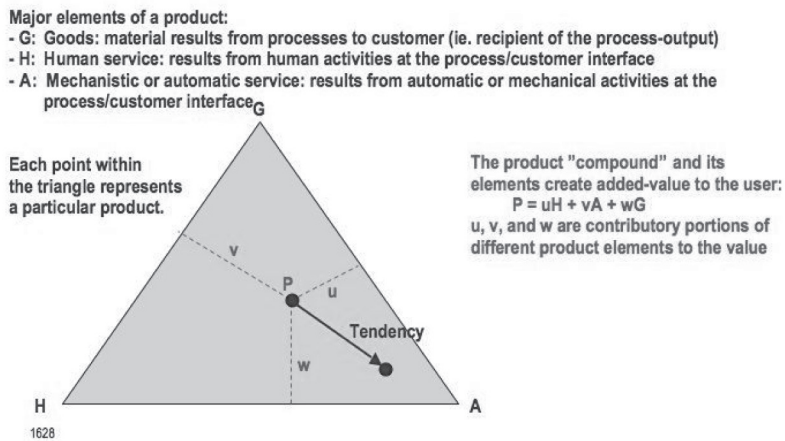 Major elements of a product:
- G: Goods: material results from processes to customer (ie. recipient of the process-output)
- H: Human service: results from human activities at the process/customer interface
- A: Mechanistic or automatic service: results from automatic or mechanical activities at the
process/customer interface
G
Each point within
the triangle represents
a particular product.
The product "compound" and its
elements create added-value to the user:
P = uH + vA + wG
u, v, and w are contributory portions of
different product elements to the value
v
P
u
Tendency
w
H
A
1628